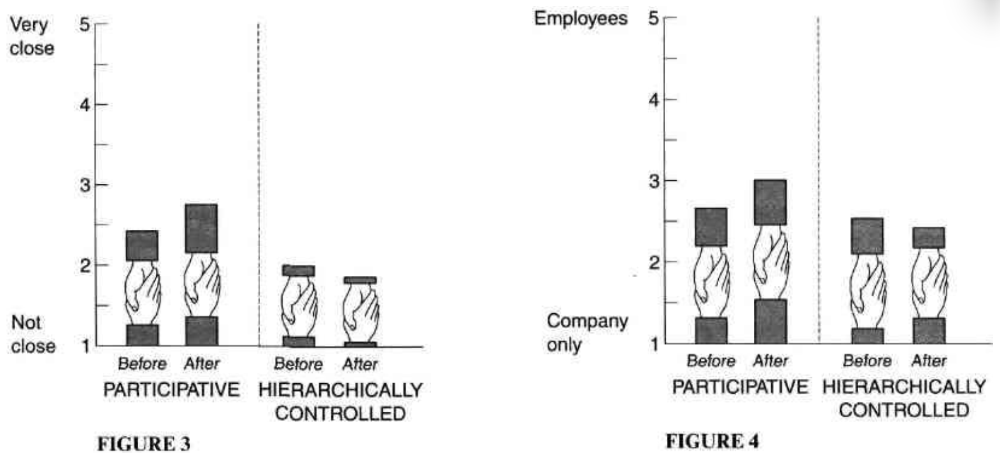 Very
close
5
4
3
2
Not
close
1
Before After Before After
PARTICIPATIVE HIERARCHICALLY
CONTROLLED
FIGURE 3
Employees 5
4
3
2
Company
only
1
Before After Before After
PARTICIPATIVE HIERARCHICALLY
CONTROLLED
FIGURE 4